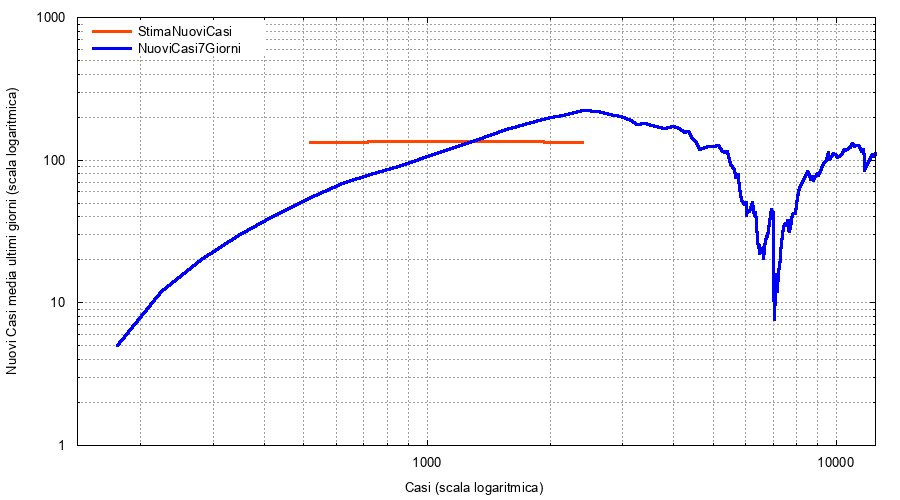 1000
StimaNuoviCasi
NuoviCasi7Giorni
100
10
1
1000
10000
Nuovi Casi media ultimi giorni (scala logaritmica)
Casi (scala logaritmica)